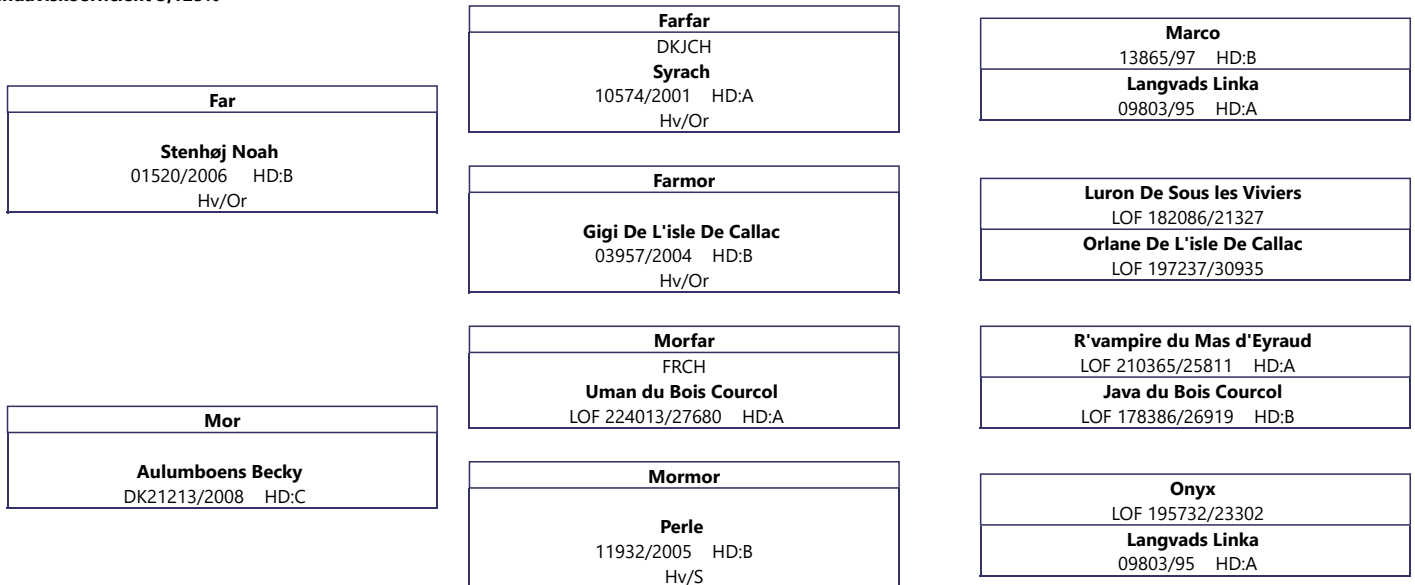 3,125%
Far
Stenhøj Noah
01520/2006 HD:B
Hv/Or
Mor
Aulumboens Becky
DK21213/2008 HD:C
Farfar
DKJCH
Syrach
10574/2001 HD:A
Hv/Or
Farmor
Gigi De L'isle De Callac
03957/2004 HD:B
Hv/Or
Morfar
FRCH
Uman du Bois Courcol
LOF 224013/27680 HD:A
Mormor
Perle
11932/2005 HD:B
Hv/S
Marco
13865/97 HD:B
Langvads Linka
09803/95 HD:A
Luron De Sous les Viviers
LOF 182086/21327
Orlane De L'isle De Callac
LOF 197237/30935
R'vampire du Mas d'Eyraud
LOF 210365/25811 HD:A
Java du Bois Courcol
LOF 178386/26919 HD:B
Onyx
LOF 195732/23302
Langvads Linka
09803/95 HD:A